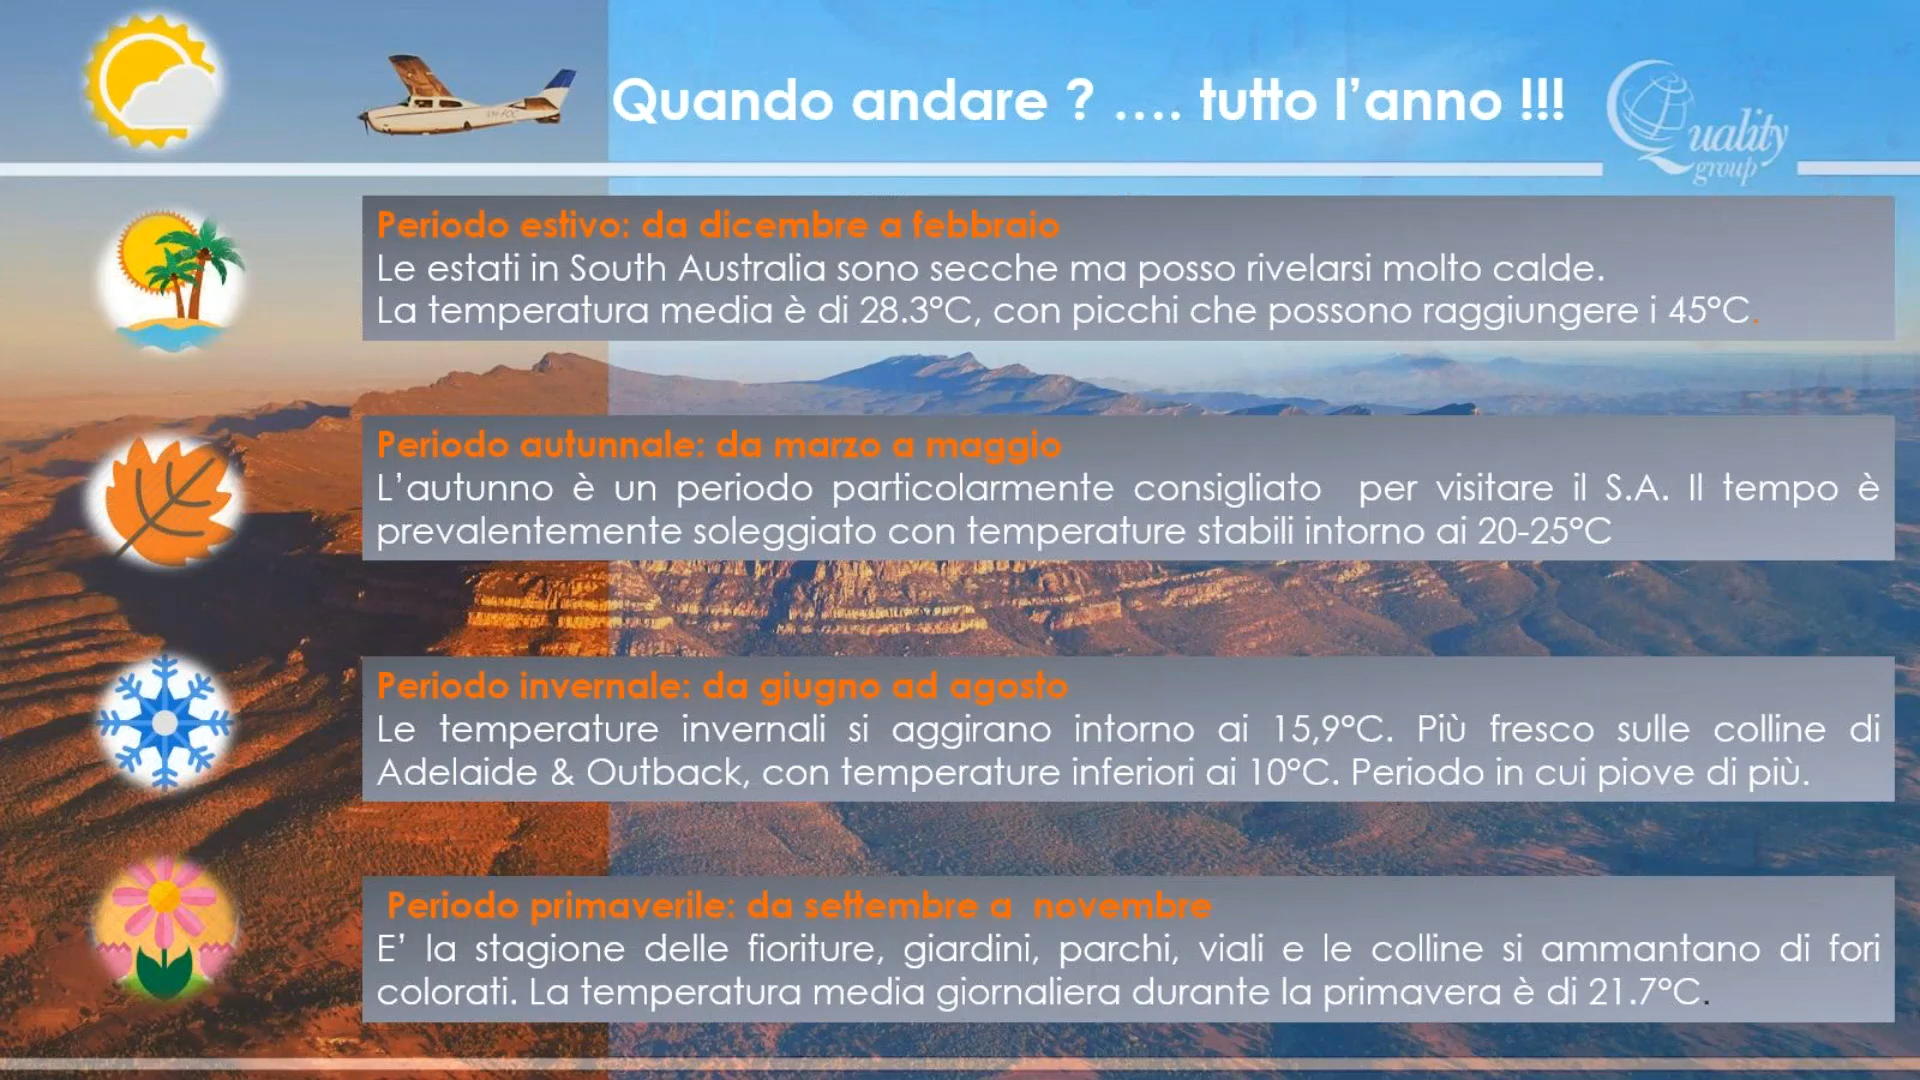 Quando andare ? .... tutto l'anno !!!
Quality
group
Periodo estivo: da dicembre a febbraio
Le estati in South Australia sono secche ma posso rivelarsi molto calde.
La temperatura media è di 28.3°C, con picchi che possono raggiungere i 45°C.
Periodo autunnale: da marzo a maggio
L'autunno è un periodo particolarmente consigliato per visitare il S.A. Il tempo è
prevalentemente soleggiato con temperature stabili intorno ai 20-25°C
Periodo invernale: da giugno ad agosto
Le temperature invernali si aggirano intorno ai 15,9°C. Più fresco sulle colline di
Adelaide & Outback, con temperature inferiori ai 10°C. Periodo in cui piove di più.
Periodo primaverile: da settembre a novembre
E' la stagione delle fioriture, giardini, parchi, viali e le colline si ammantano di fori
colorati. La temperatura media giornaliera durante la primavera è di 21.7°C.